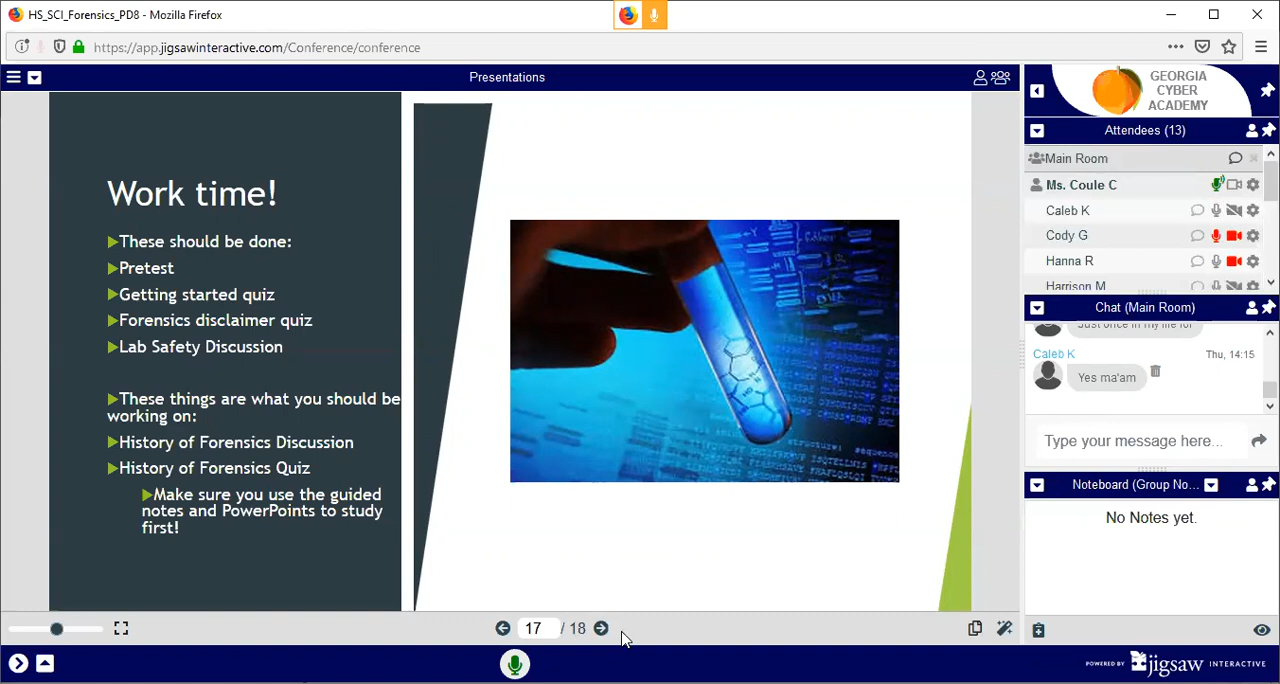 HS_SCI_Forensics_PD8 - Mozilla Firefox
https://app.jigsawinteractive.com/Conference/conference
Presentations
GEORGIA
CYBER
ACADEMY
Attendees (13)
Main Room
Ms. Coule C
Caleb K
Cody G
Hanna R
Harrison M
Work time!
These should be done:
Pretest
Getting started quiz
Forensics disclaimer quiz
Lab Safety Discussion
These things are what you should be
working on:
History of Forensics Discussion
History of Forensics Quiz
Make sure you use the guided
notes and PowerPoints to study
first!
Chat (Main Room)
Just once in my life for
Caleb K Thu, 14:15
Yes ma'am
Type your message here...
Noteboard (Group No...
No Notes yet.
17 / 18
POWERED BY jigsaw INTERACTIVE